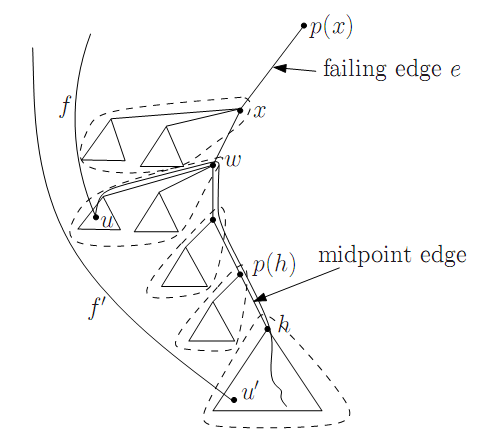 p(x)
failing edge e
f
x
w
u
midpoint edge
p(h)
f′
h
u′